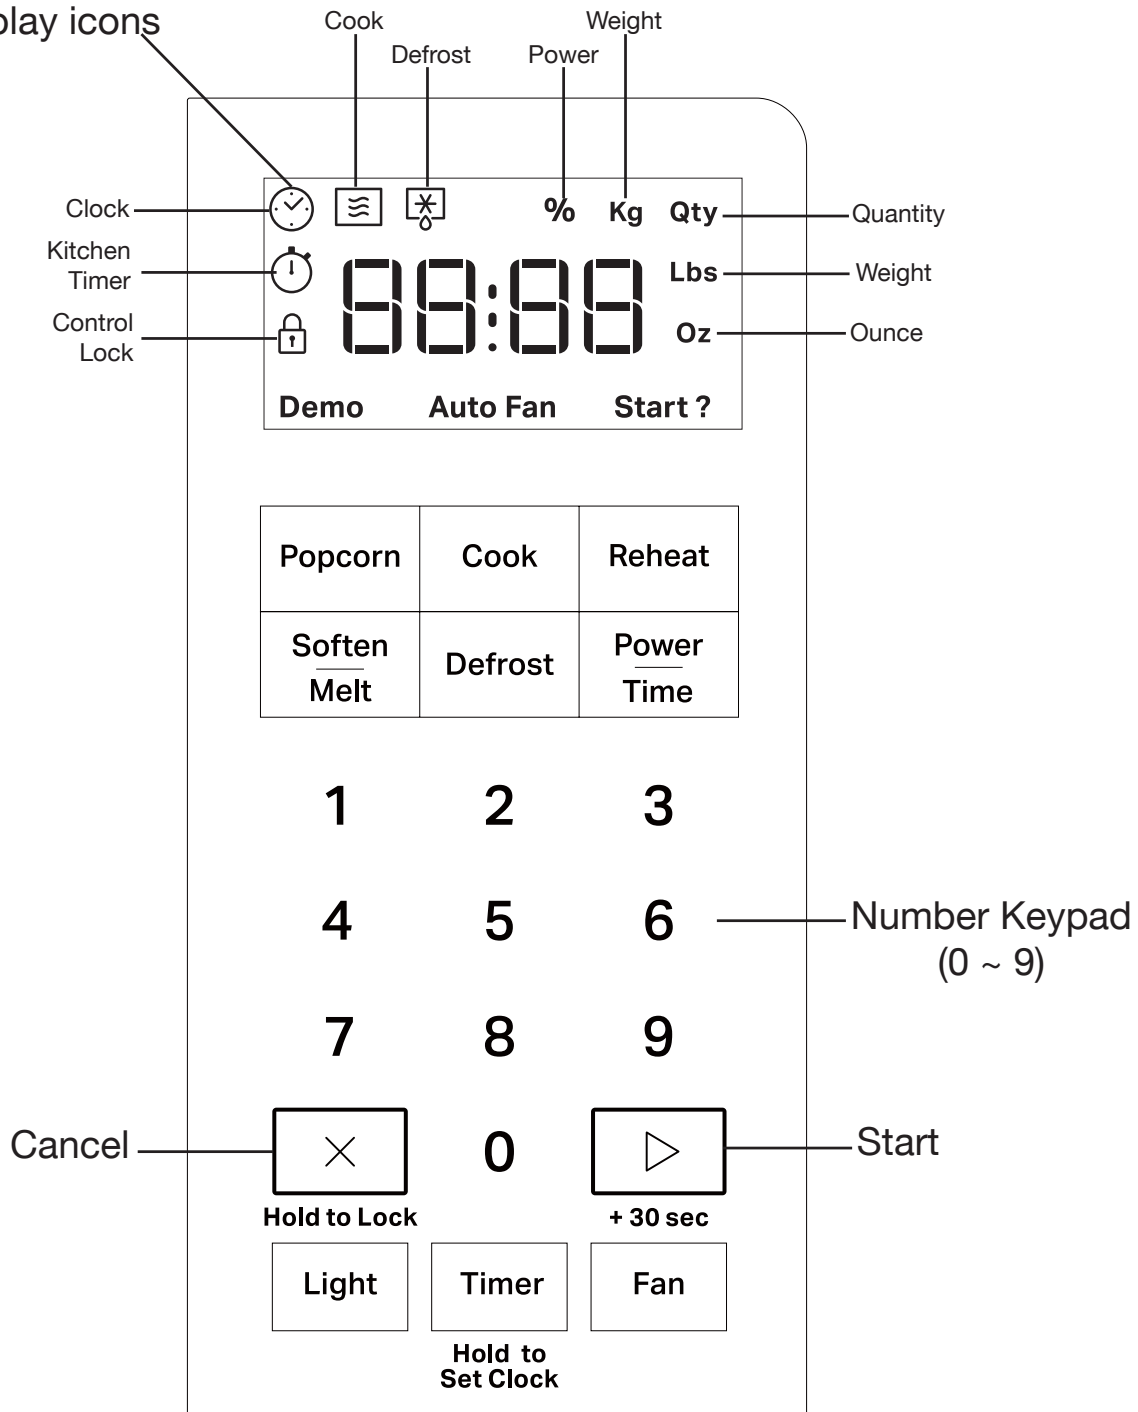 play icons
Cook
Weight
Defrost
Power
Clock
% Kg Qty
Quantity
Kitchen
Timer
88:88
Lbs
Weight
Control
Lock
Oz
Ounce
Demo Auto Fan Start ?
Popcorn Cook Reheat
Soften
Melt
Defrost
Power
Time
1 2 3
4 5 6
Number Keypad
(0 ~ 9)
7 8 9
Cancel
0
Start
Hold to Lock
+ 30 sec
Light Timer Fan
Hold to
Set Clock